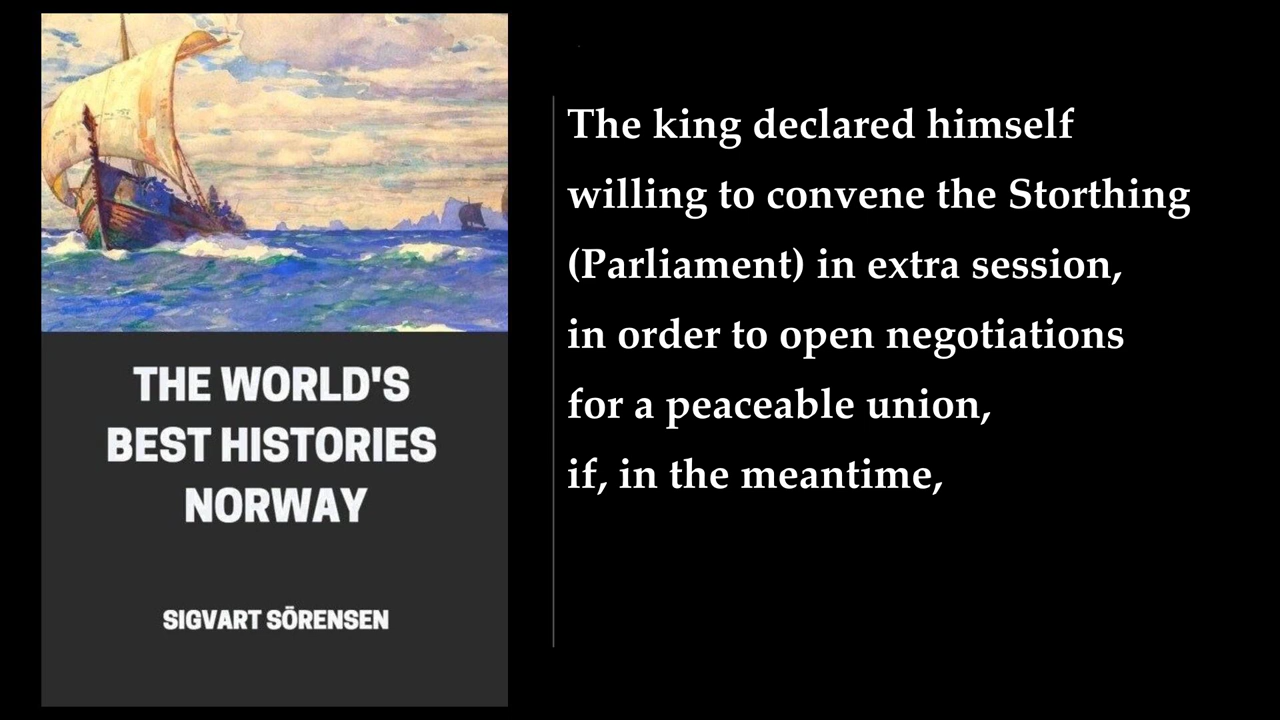 THE WORLD'S
BEST HISTORIES
NORWAY
SIGVART SÖRENSEN
The king declared himself
willing to convene the Storthing
(Parliament) in extra session,
in order to open negotiations
for a peaceable union,
if, in the meantime,